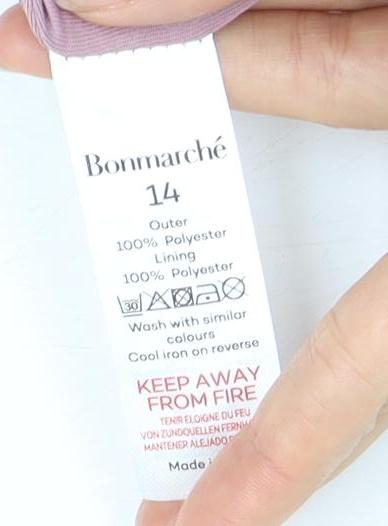 Bonmarché
14
Outer
100% Polyester
Lining
100% Polyester
30
Wash with similar
colours
Cool iron on reverse
KEEP AWAY
FROM FIRE
TENIR ELOIGNE DU FEU
VON ZUNDQUELLEN
MANTENER ALEJADO
Made